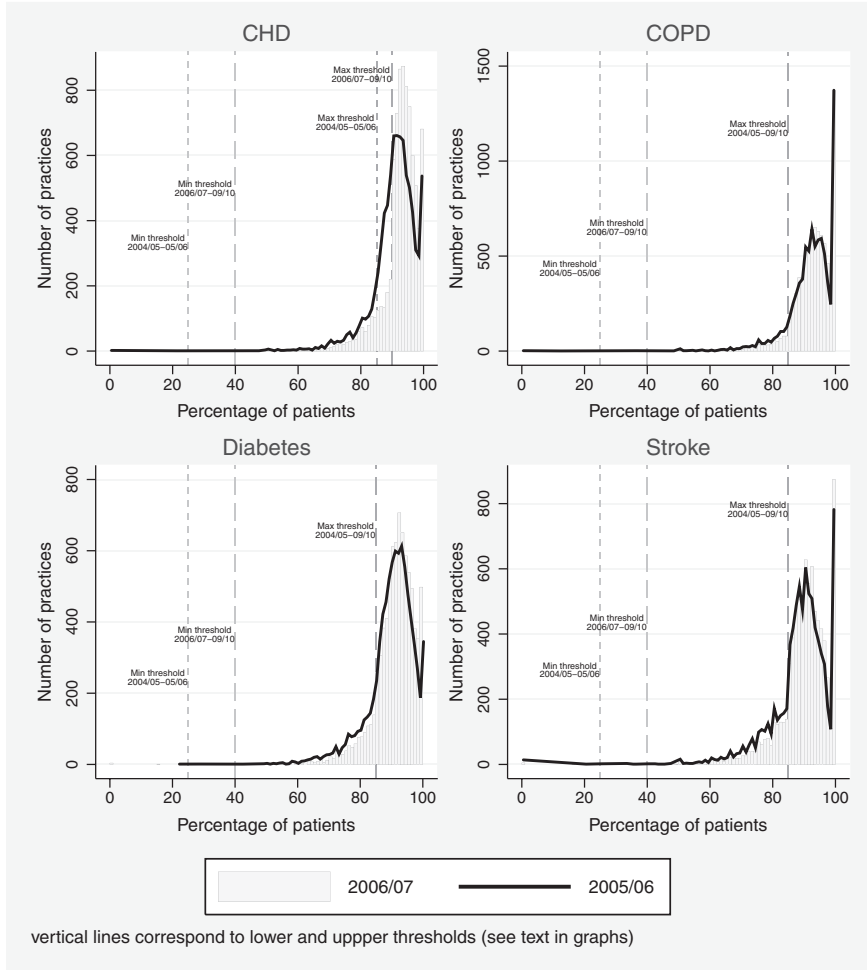 CHD
Number of practices
800
600
400
200
0
Max threshold
2006/07–09/10
Max threshold
2004/05–05/06
Min threshold
2006/07–09/10
Min threshold
2004/05–05/06
0 20 40 60 80 100
Percentage of patients
COPD
Number of practices
1500
1000
500
0
Max threshold
2004/05–09/10
Min threshold
2006/07–09/10
Min threshold
2004/05–05/06
0 20 40 60 80 100
Percentage of patients
Diabetes
Number of practices
800
600
400
200
0
Max threshold
2004/05–09/10
Min threshold
2006/07–09/10
Min threshold
2004/05–05/06
0 20 40 60 80 100
Percentage of patients
Stroke
Number of practices
800
600
400
200
0
Max threshold
2004/05–09/10
Min threshold
2006/07–09/10
Min threshold
2004/05–05/06
0 20 40 60 80 100
Percentage of patients
2006/07 2005/06
vertical lines correspond to lower and uppper thresholds (see text in graphs)